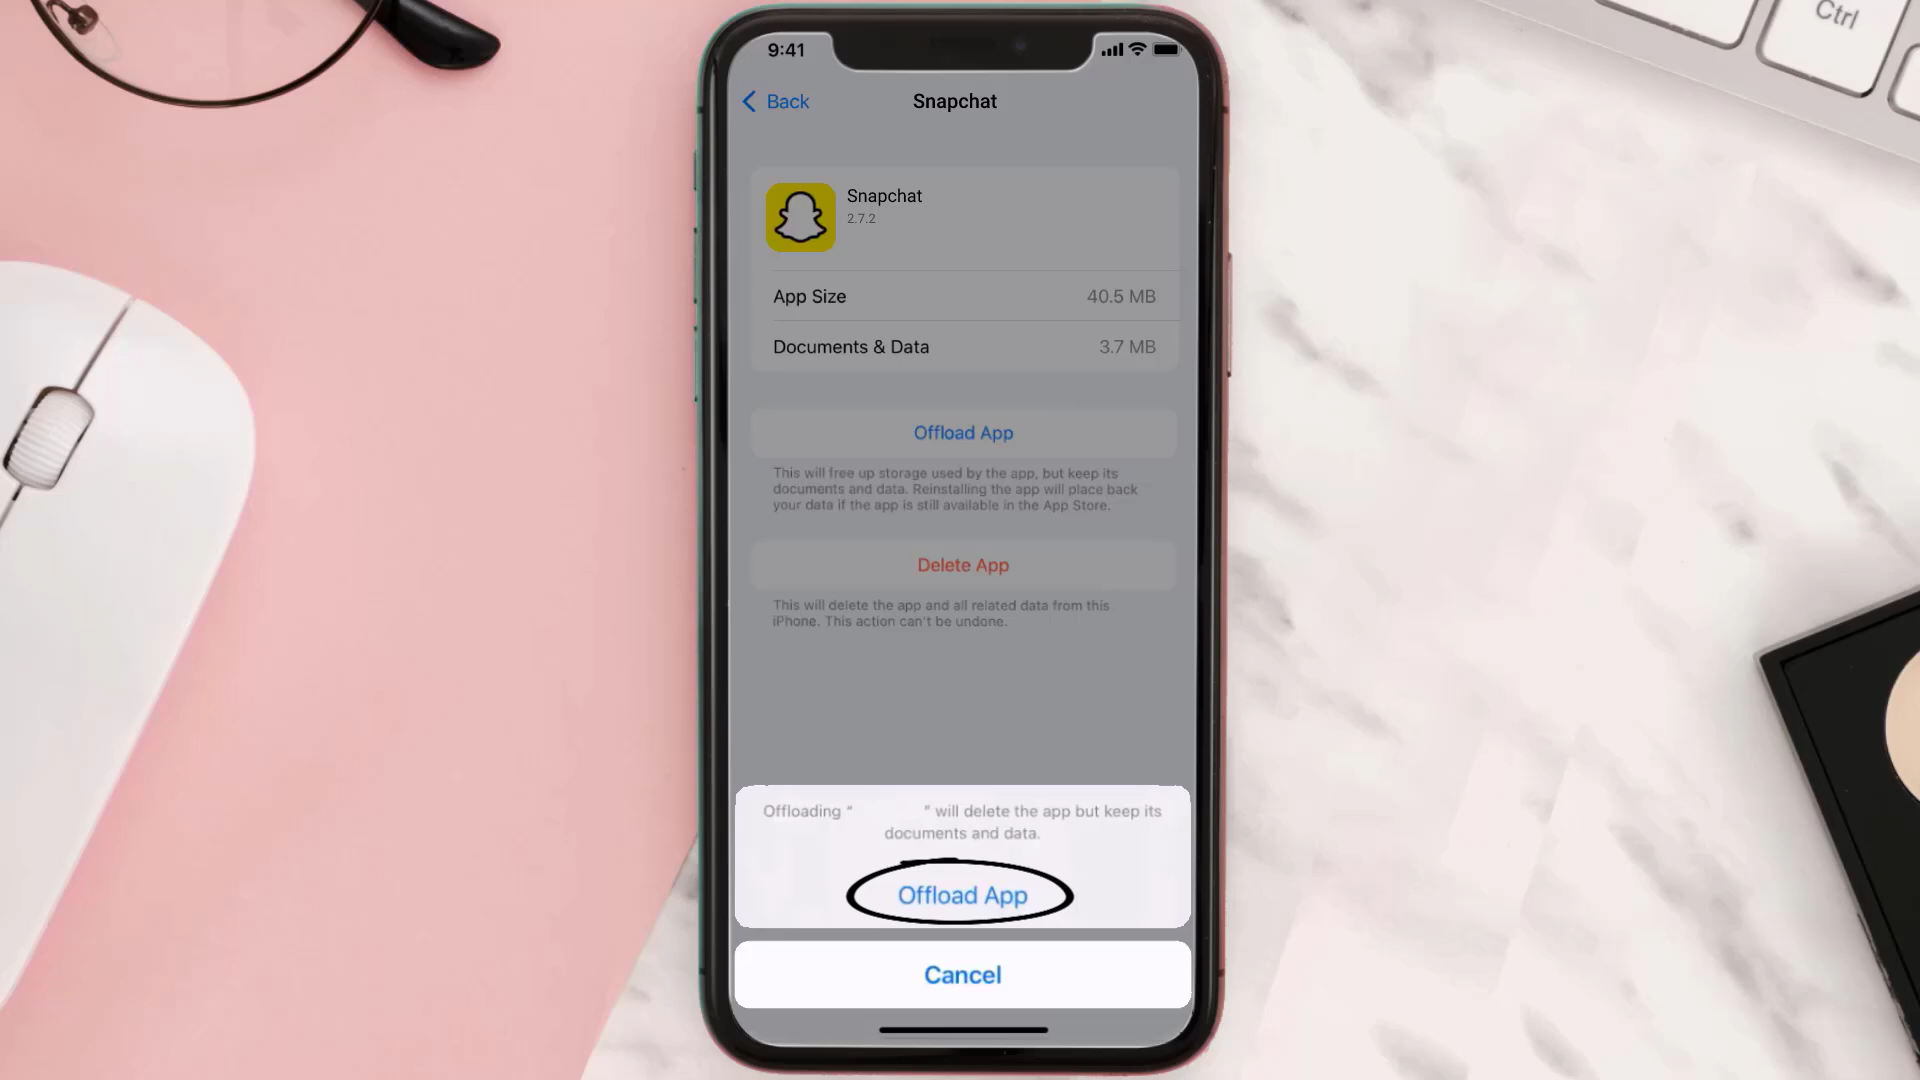 Ctrl
9:41
Back
Snapchat
Snapchat
2.7.2
App Size 40.5 MB
Documents & Data 3.7 MB
Offload App
This will free up storage used by the app, but keep its
documents and data. Reinstalling the app will place back
your data if the app is still available in the App Store.
Delete App
This will delete the app and all related data from this
iPhone. This action can't be undone.
Offloading “ ” will delete the app but keep its
documents and data.
Offload App
Cancel